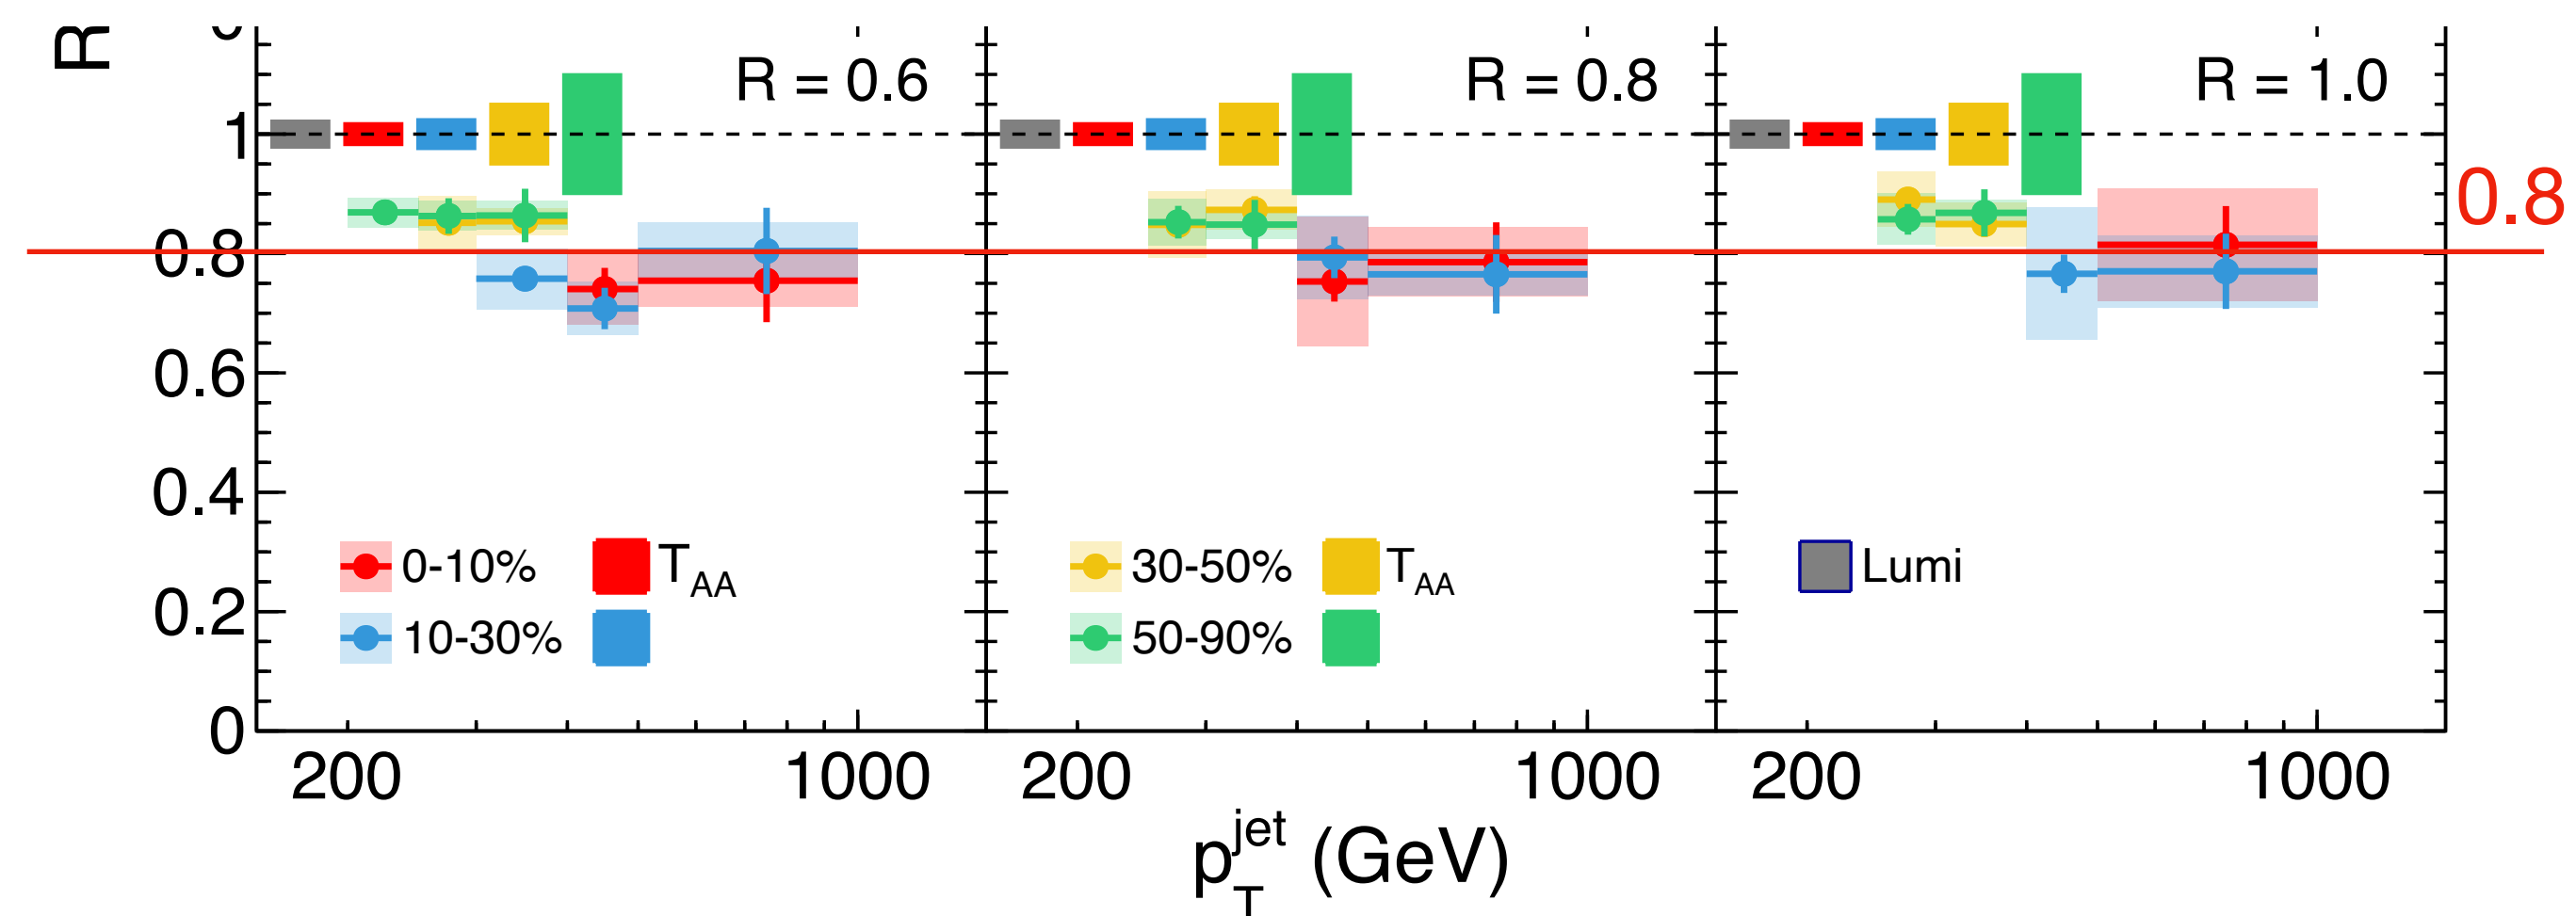 R
R = 0.6
R = 0.8
R = 1.0
1
0.8
0.8
0.6
0.4
0.2
0
0-10%
T_AA
10-30%
30-50%
T_AA
50-90%
Lumi
200
1000
200
1000
200
1000
p_T^jet (GeV)